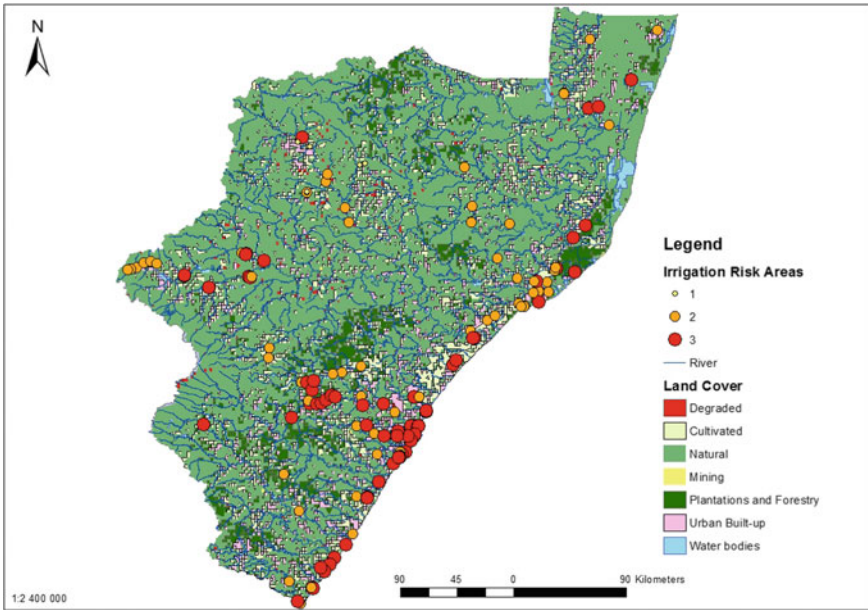 N
Legend
Irrigation Risk Areas
1
2
3
River
Land Cover
Degraded
Cultivated
Natural
Mining
Plantations and Forestry
Urban Built-up
Water bodies
90 45 0 90 Kilometers
1:2 400 000